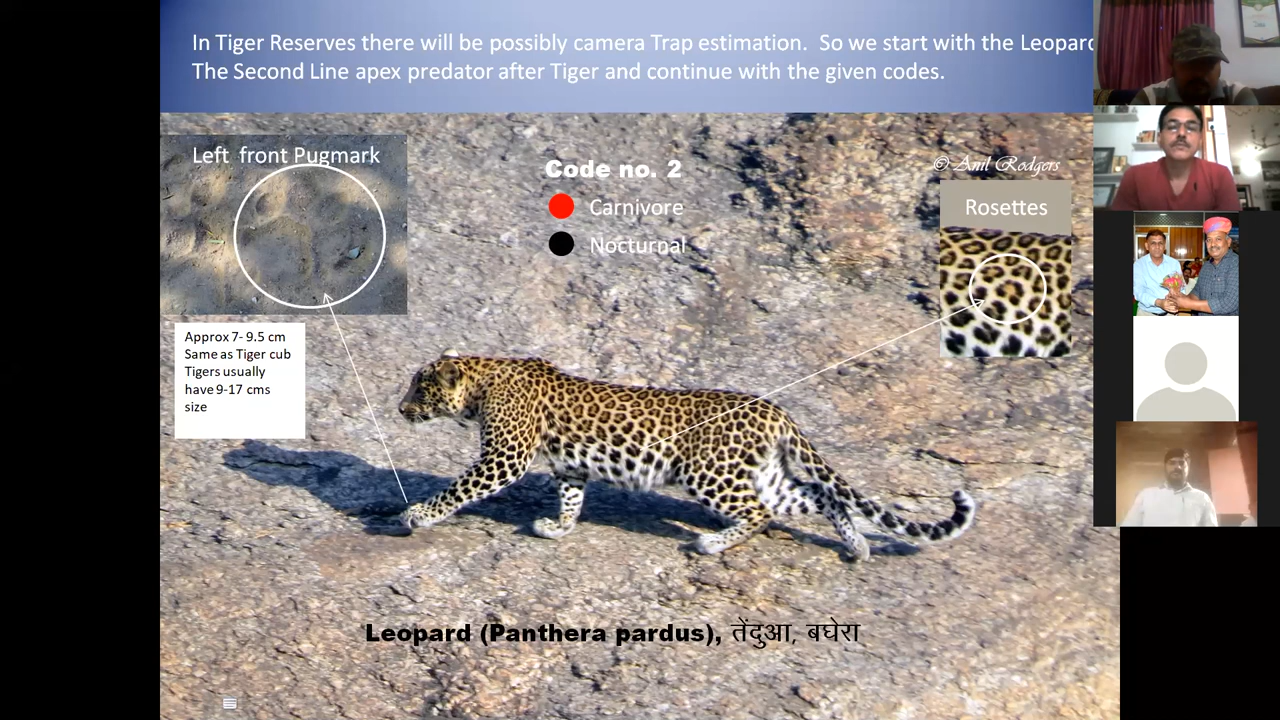 In Tiger Reserves there will be possibly camera Trap estimation. So we start with the Leopard
The Second Line apex predator after Tiger and continue with the given codes.
Left front Pugmark
Code no. 2
Carnivore
Nocturnal
© Anil Rodgers
Rosettes
Approx 7- 9.5 cm
Same as Tiger cub
Tigers usually
have 9-17 cms
size
Leopard (Panthera pardus), तेंदुआ, बघेरा